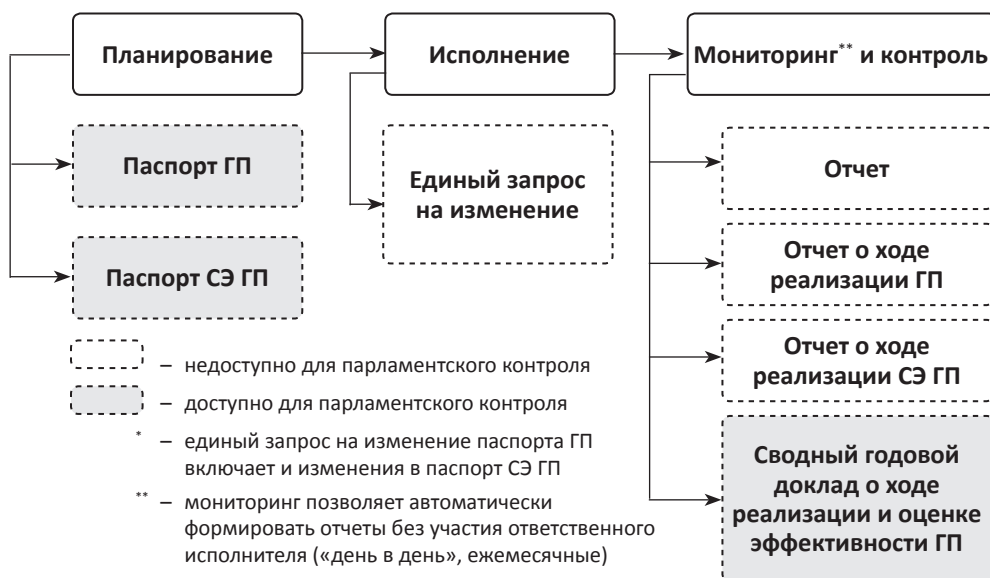 Планирование
Исполнение
Мониторинг** и контроль
Паспорт ГП
Паспорт СЭ ГП
Единый запрос
на изменение
Отчет
Отчет о ходе
реализации ГП
Отчет о ходе
реализации СЭ ГП
Сводный годовой
доклад о ходе
реализации и оценке
эффективности ГП
– недоступно для парламентского контроля
– доступно для парламентского контроля
* – единый запрос на изменение паспорта ГП
включает и изменения в паспорт СЭ ГП
** – мониторинг позволяет автоматически
формировать отчеты без участия ответственного
исполнителя («день в день», ежемесячные)